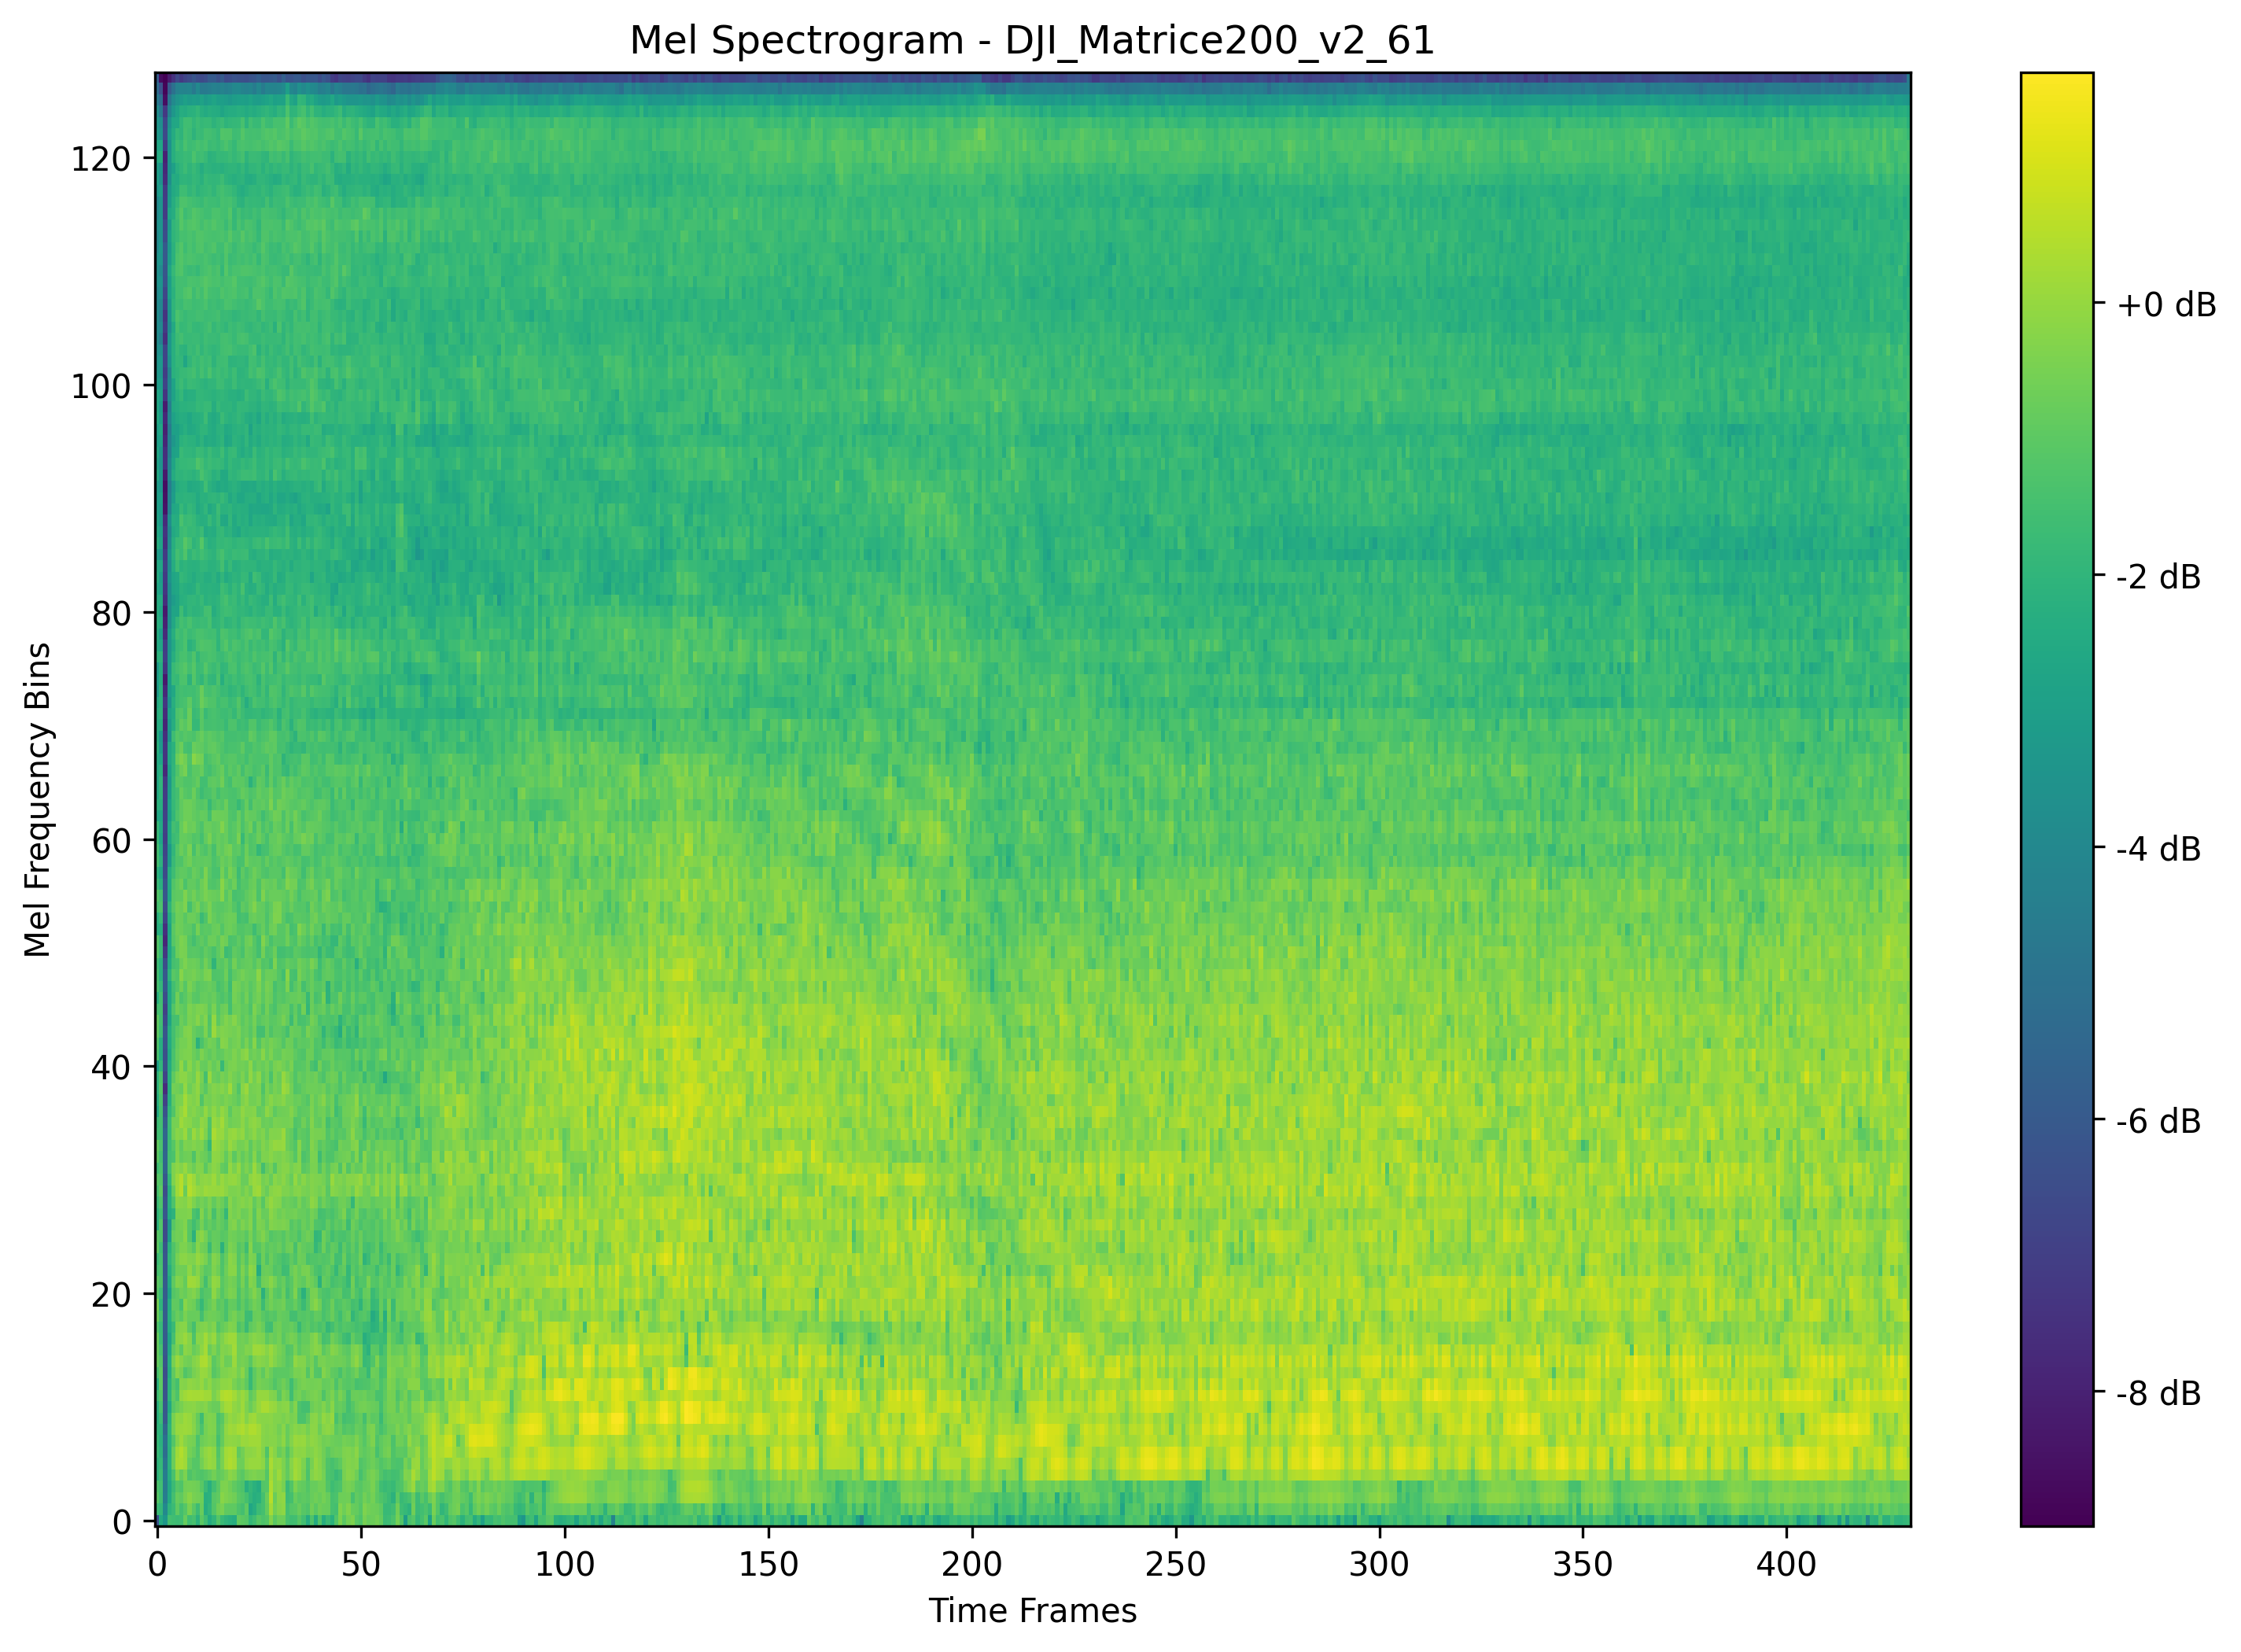 Mel Spectrogram - DJI_Matrice200_v2_61
Mel Frequency Bins
120
100
80
60
40
20
0
0 50 100 150 200 250 300 350 400
Time Frames
+0 dB
-2 dB
-4 dB
-6 dB
-8 dB